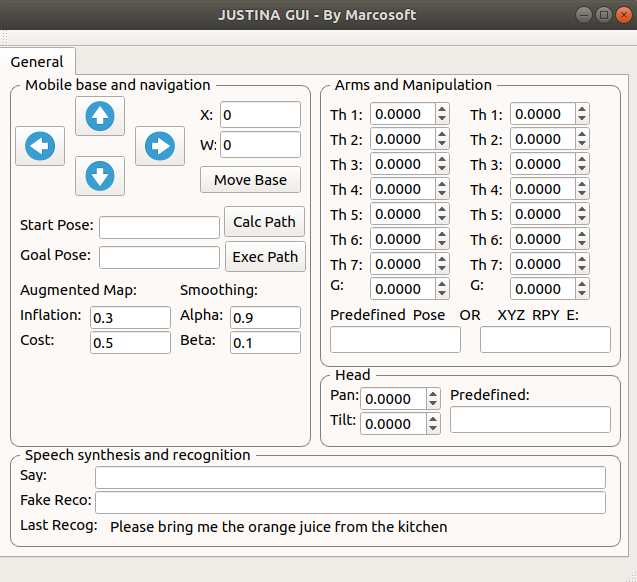 JUSTINA GUI - By Marcosoft
General
Mobile base and navigation
X: 0
W: 0
Move Base
Start Pose:
Calc Path
Goal Pose:
Exec Path
Augmented Map: Smoothing:
Inflation: 0.3 Alpha: 0.9
Cost: 0.5 Beta: 0.1
Arms and Manipulation
Th 1: 0.0000 Th 1: 0.0000
Th 2: 0.0000 Th 2: 0.0000
Th 3: 0.0000 Th 3: 0.0000
Th 4: 0.0000 Th 4: 0.0000
Th 5: 0.0000 Th 5: 0.0000
Th 6: 0.0000 Th 6: 0.0000
Th 7: 0.0000 Th 7: 0.0000
G: 0.0000 G: 0.0000
Predefined Pose OR XYZ RPY E:
Head
Pan: 0.0000 Predefined:
Tilt: 0.0000
Speech synthesis and recognition
Say:
Fake Reco:
Last Recog: Please bring me the orange juice from the kitchen